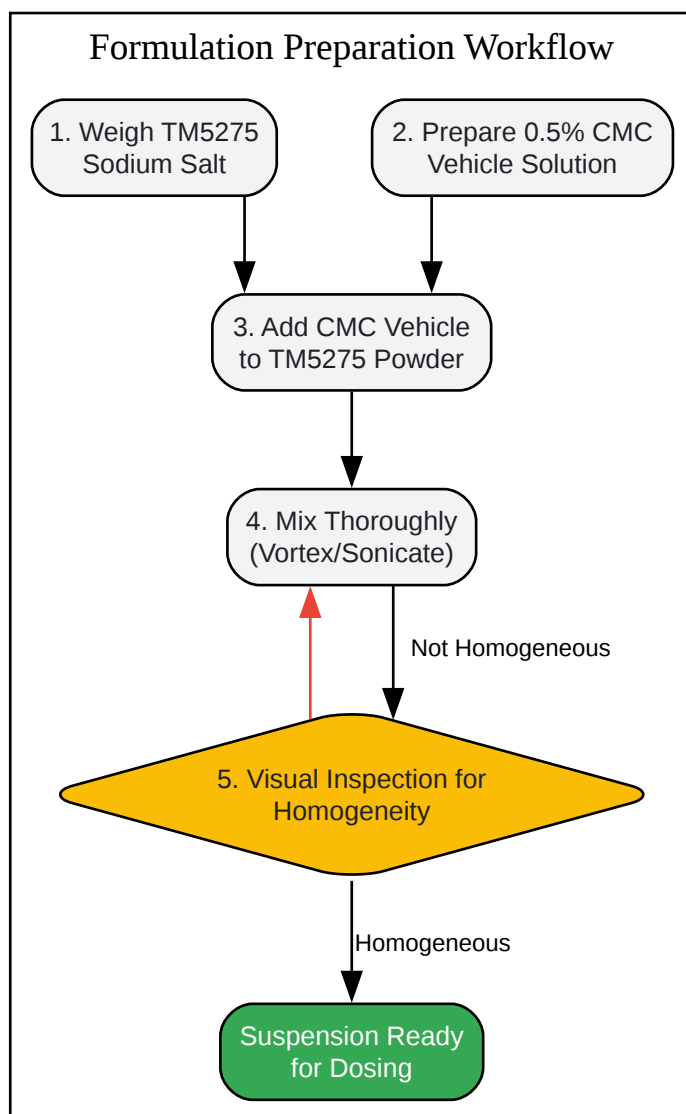 Formulation Preparation Workflow
1. Weigh TM5275
Sodium Salt
2. Prepare 0.5% CMC
Vehicle Solution
3. Add CMC Vehicle
to TM5275 Powder
4. Mix Thoroughly
(Vortex/Sonicate)
Not Homogeneous
5. Visual Inspection for
Homogeneity
Homogeneous
Suspension Ready
for Dosing